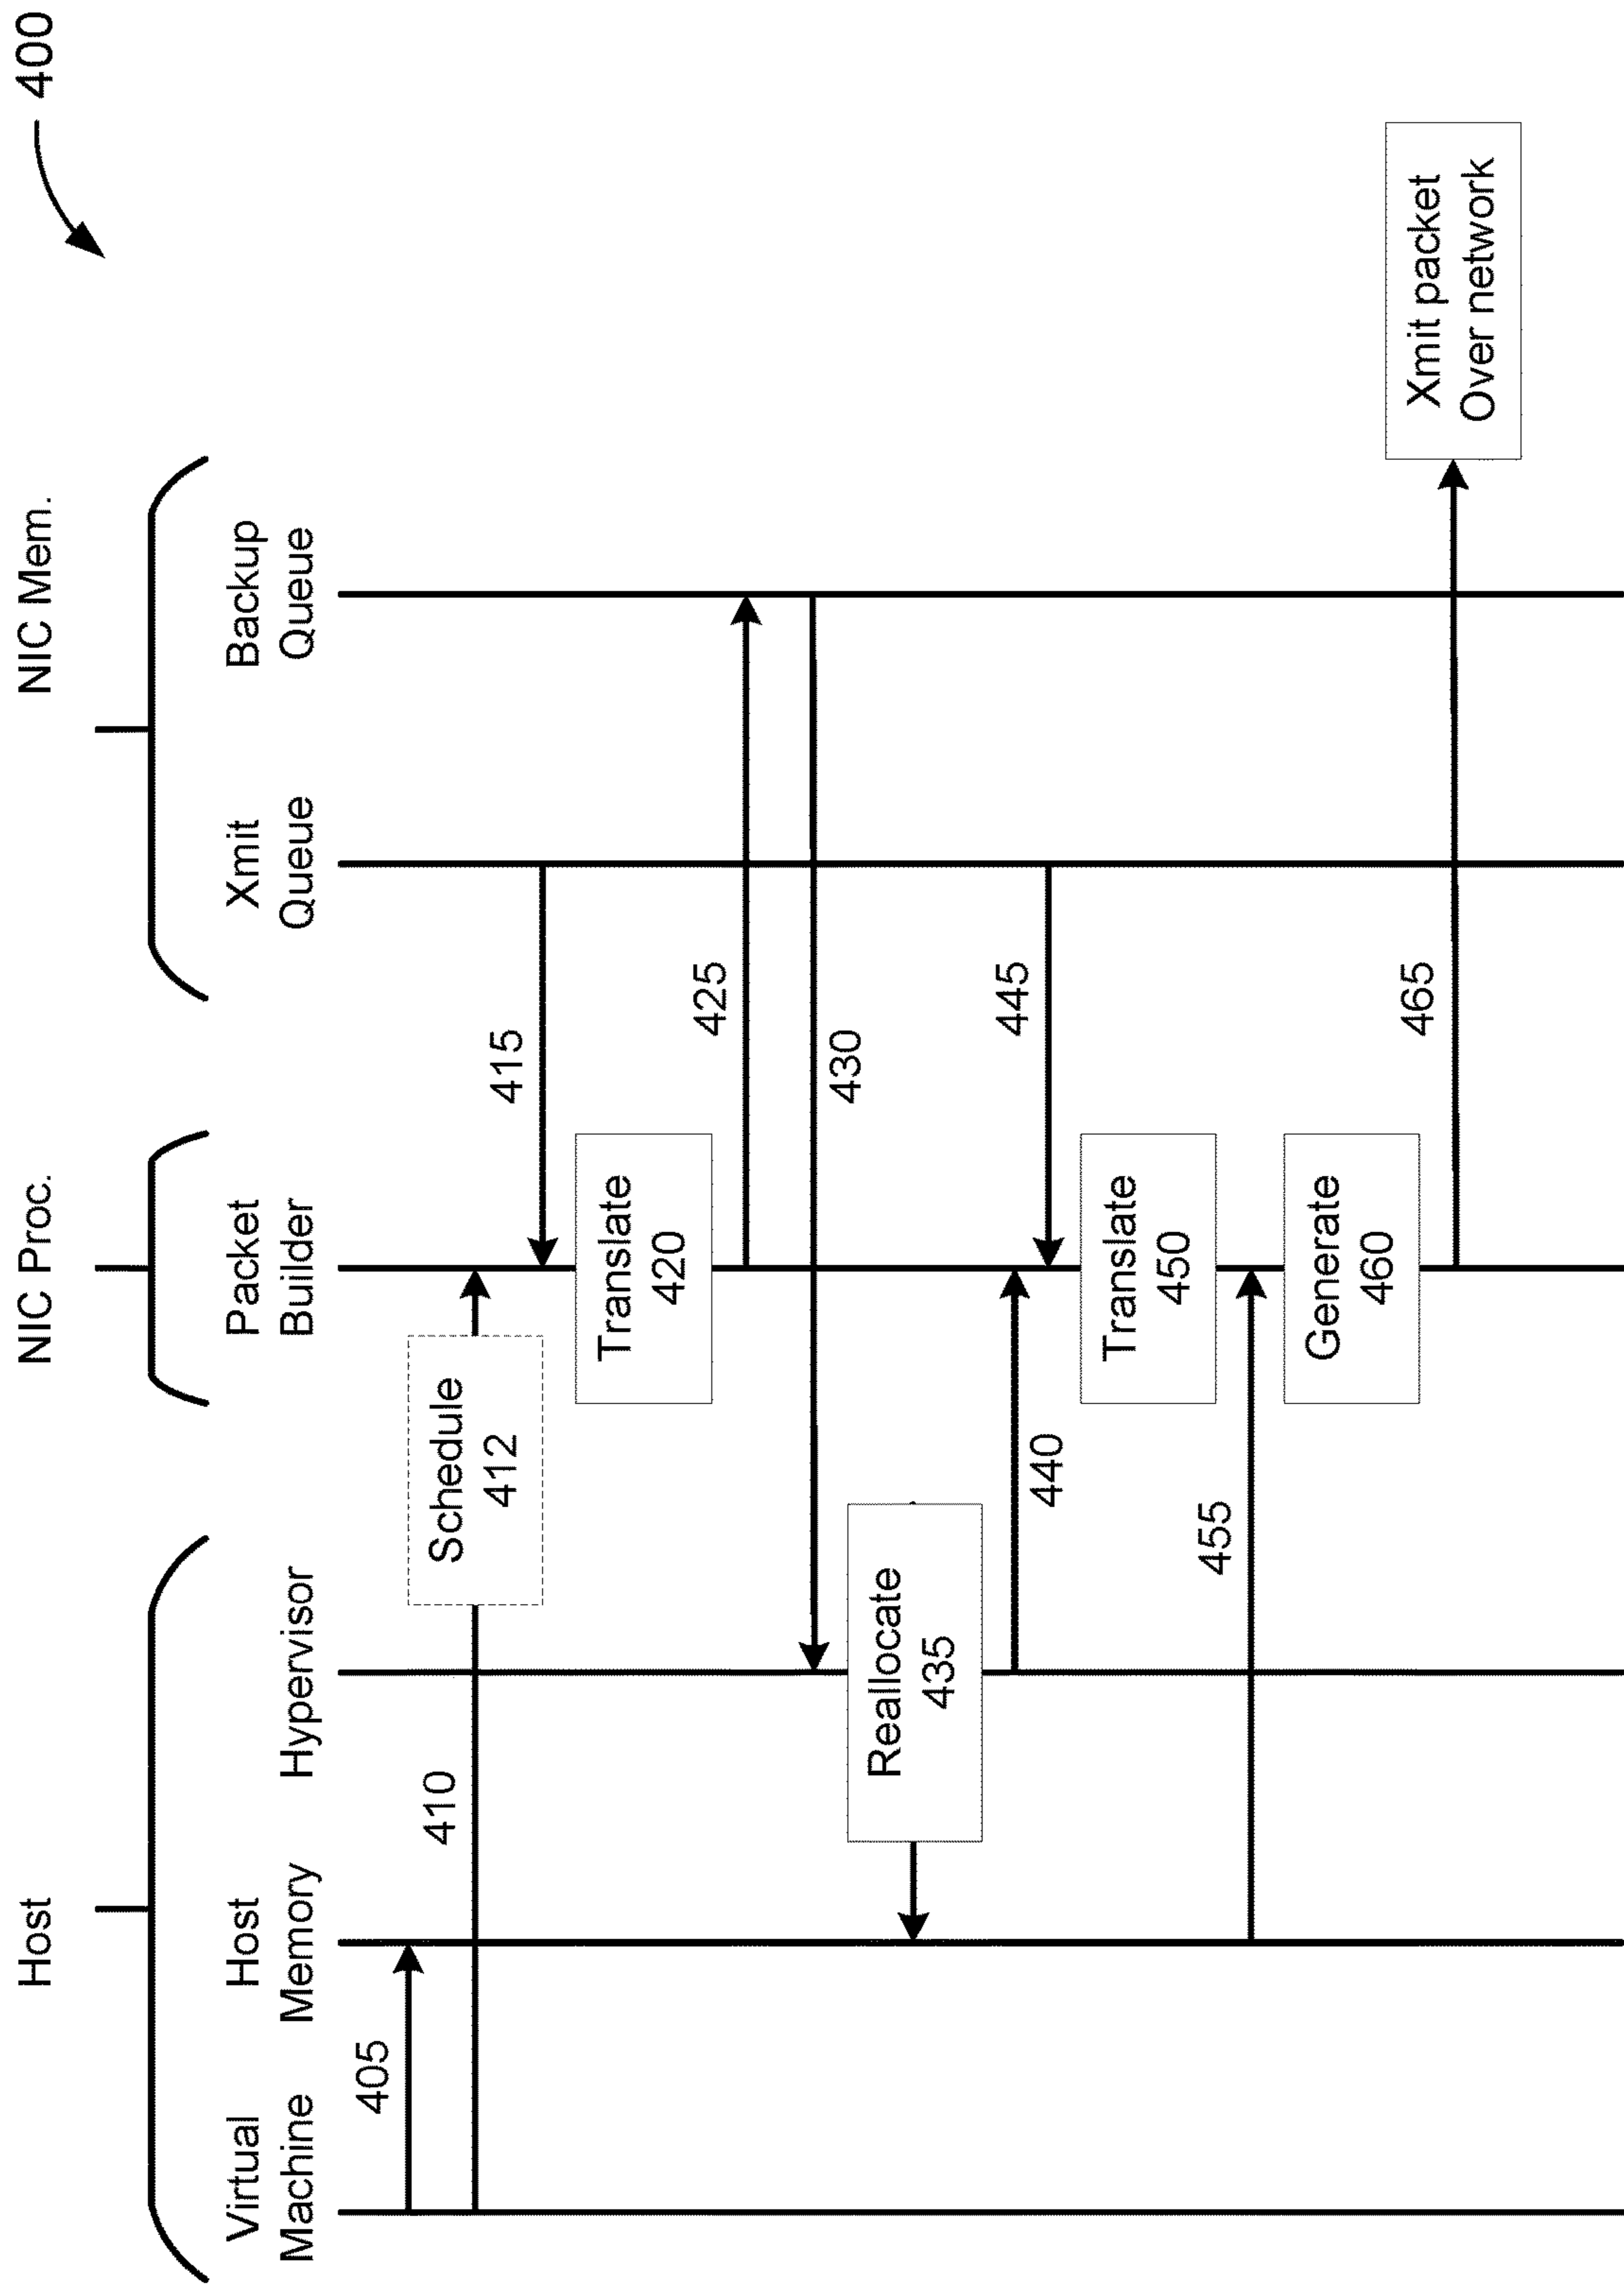 400
Host
NIC Proc.
NIC Mem.
Virtual
Machine
Host
Memory
Hypervisor
Packet
Builder
Xmit
Queue
Backup
Queue
405
410
Schedule
412
415
Translate
420
425
430
Reallocate
435
440
445
Translate
450
455
Generate
460
465
Xmit packet
Over network